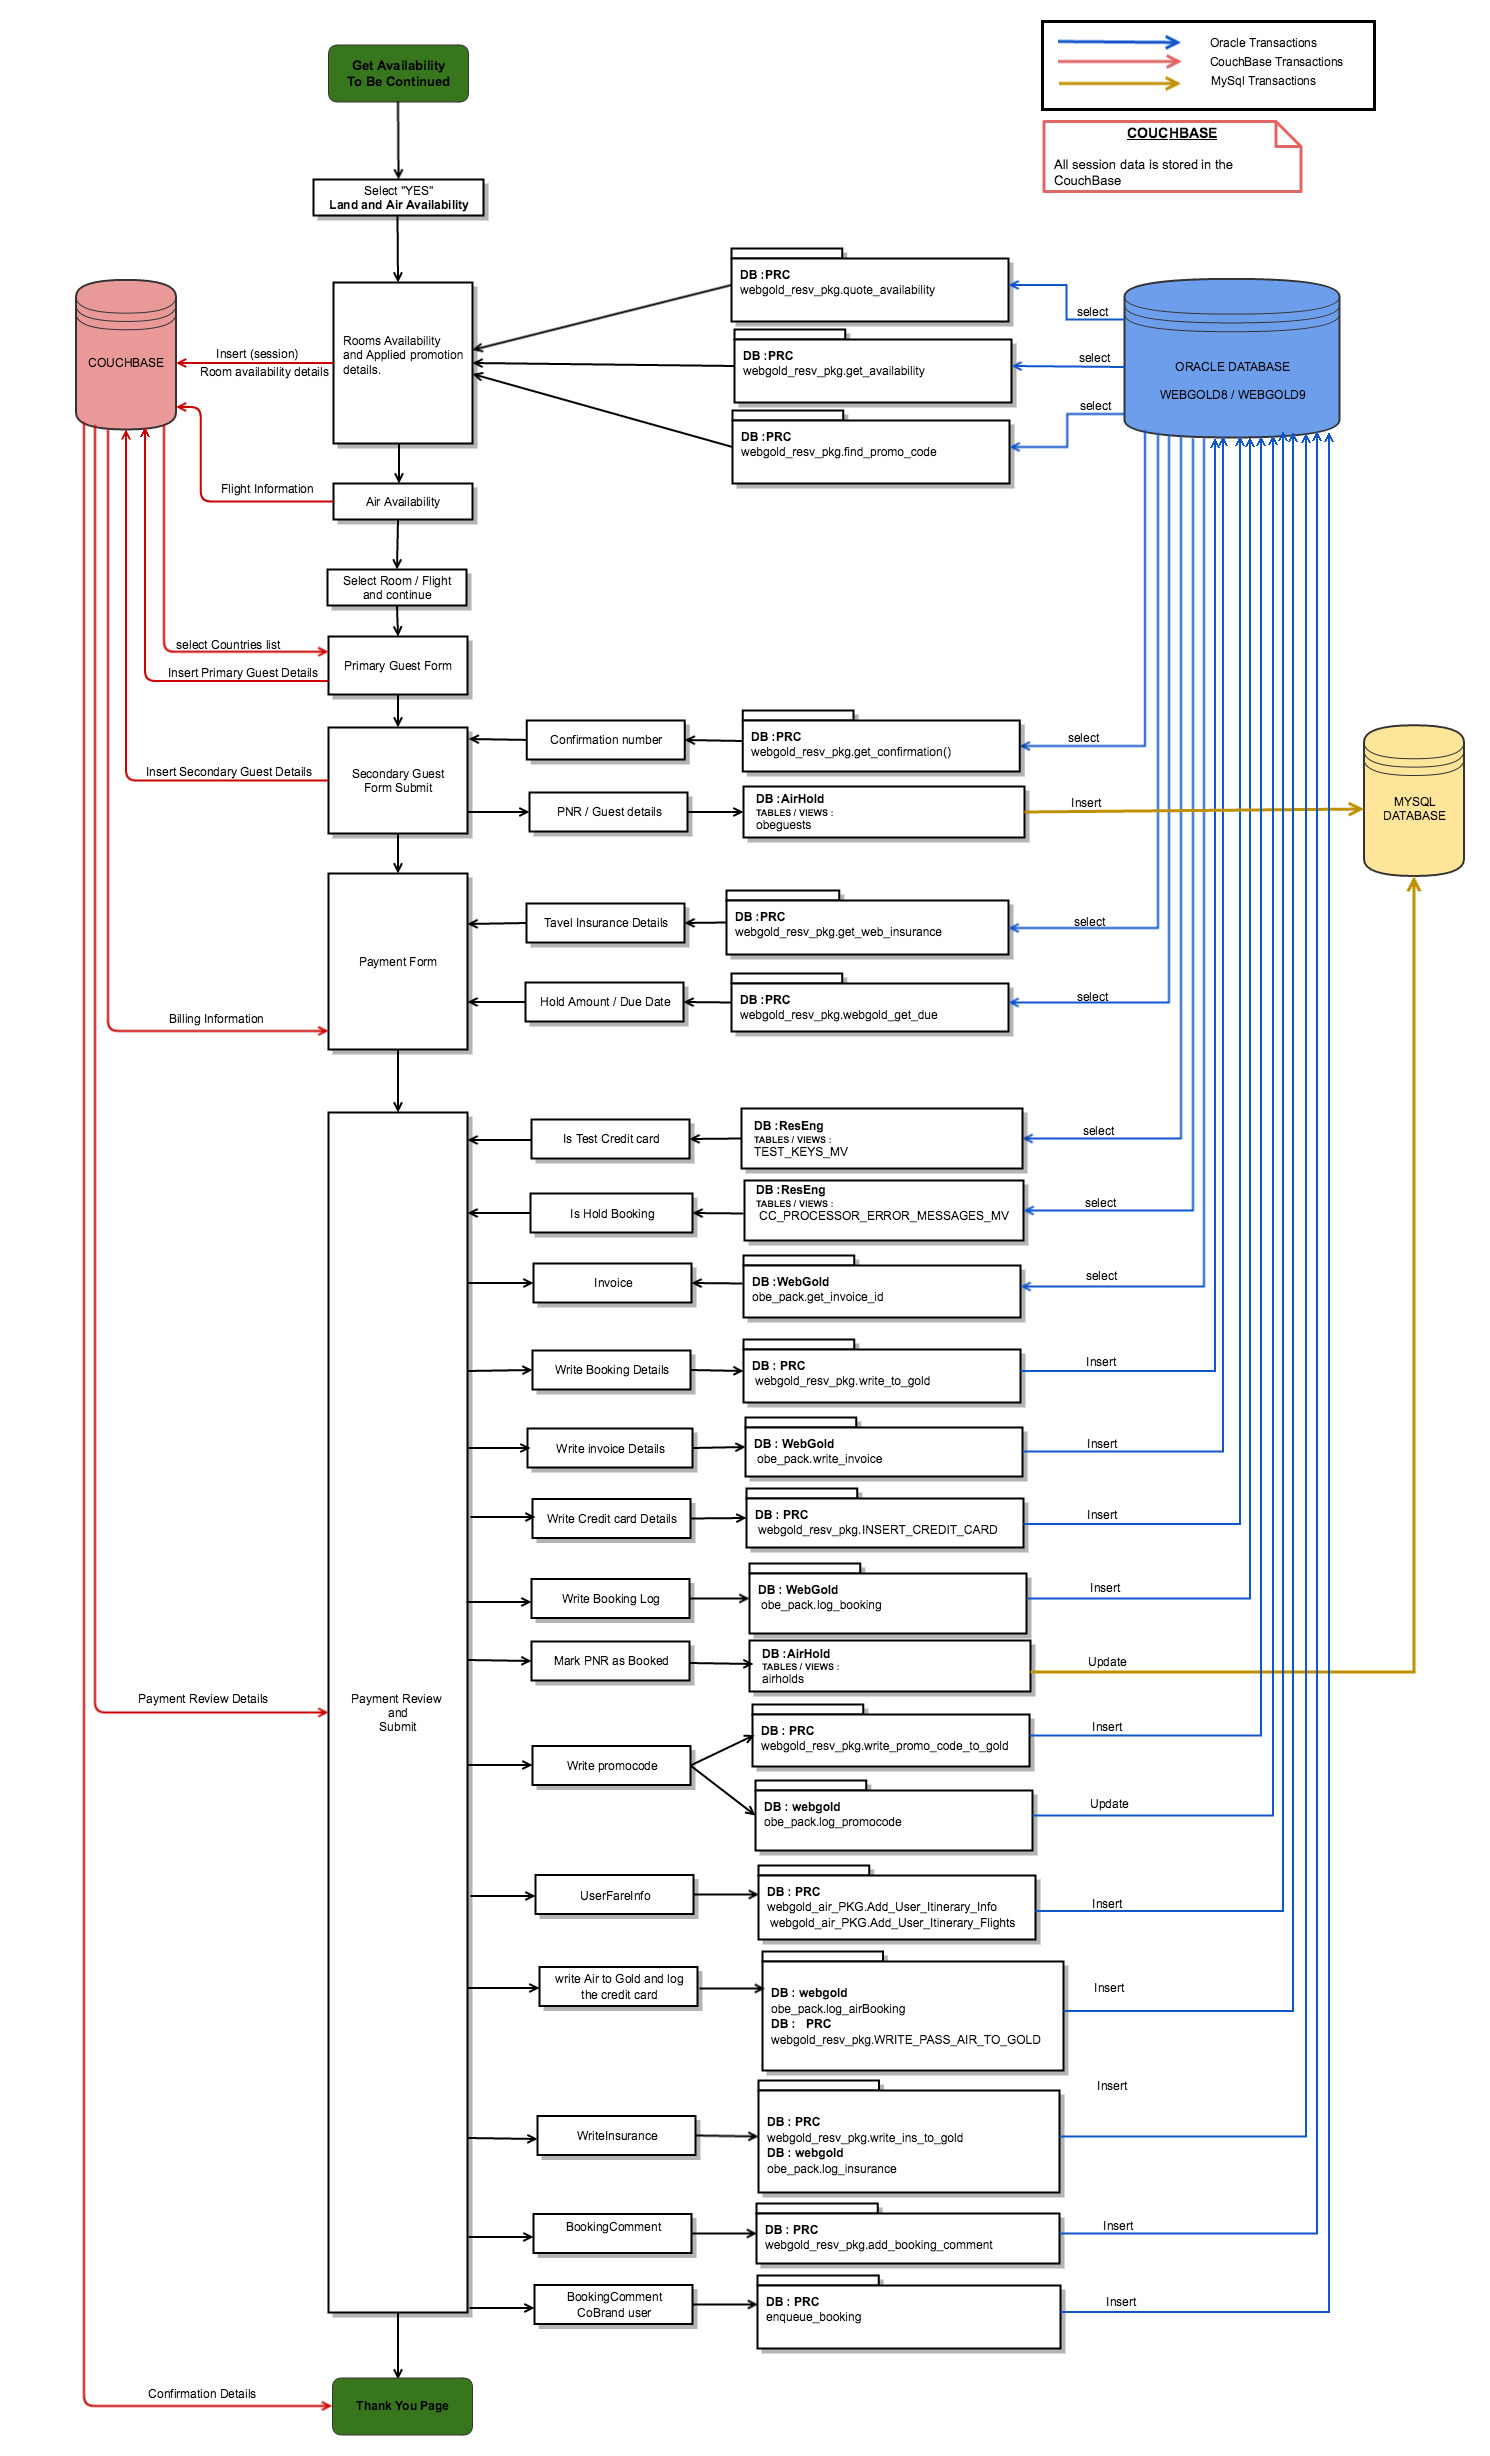 Oracle Transactions
CouchBase Transactions
MySql Transactions
COUCHBASE
All session data is stored in the
CouchBase
Get Availability
To Be Continued
Select "YES"
Land and Air Availability
DB :PRC
webgold_resv_pkg.quote_availability
select
Rooms Availability
and Applied promotion
details.
Insert (session)
Room availability details
COUCHBASE
DB :PRC
webgold_resv_pkg.get_availability
select
ORACLE DATABASE
WEBGOLD8 / WEBGOLD9
DB :PRC
webgold_resv_pkg.find_promo_code
select
Flight Information
Air Availability
Select Room / Flight
and continue
select Countries list
Insert Primary Guest Details
Primary Guest Form
Confirmation number
DB :PRC
webgold_resv_pkg.get_confirmation()
select
Insert Secondary Guest Details
Secondary Guest
Form Submit
PNR / Guest details
DB :AirHold
TABLES / VIEWS :
obeguests
Insert
MYSQL
DATABASE
Tavel Insurance Details
DB :PRC
webgold_resv_pkg.get_web_insurance
select
Payment Form
Hold Amount / Due Date
DB :PRC
webgold_resv_pkg.webgold_get_due
select
Billing Information
Is Test Credit card
DB :ResEng
TABLES / VIEWS :
TEST_KEYS_MV
select
Is Hold Booking
DB :ResEng
TABLES / VIEWS :
CC_PROCESSOR_ERROR_MESSAGES_MV
select
Invoice
DB :WebGold
obe_pack.get_invoice_id
select
Write Booking Details
DB : PRC
webgold_resv_pkg.write_to_gold
Insert
Write invoice Details
DB : WebGold
obe_pack.write_invoice
Insert
Write Credit card Details
DB : PRC
webgold_resv_pkg.INSERT_CREDIT_CARD
Insert
Write Booking Log
DB : WebGold
obe_pack.log_booking
Insert
Mark PNR as Booked
DB :AirHold
TABLES / VIEWS :
airholds
Update
Payment Review Details
Payment Review
and
Submit
Write promocode
DB : PRC
webgold_resv_pkg.write_promo_code_to_gold
Insert
DB : webgold
obe_pack.log_promocode
Update
UserFareInfo
DB : PRC
webgold_air_PKG.Add_User_Itinerary_Info
webgold_air_PKG.Add_User_Itinerary_Flights
Insert
write Air to Gold and log
the credit card
DB : webgold
obe_pack.log_airBooking
DB : PRC
webgold_resv_pkg.WRITE_PASS_AIR_TO_GOLD
Insert
WriteInsurance
DB : PRC
webgold_resv_pkg.write_ins_to_gold
DB : webgold
obe_pack.log_insurance
Insert
BookingComment
DB : PRC
webgold_resv_pkg.add_booking_comment
Insert
BookingComment
CoBrand user
DB : PRC
enqueue_booking
Insert
Confirmation Details
Thank You Page